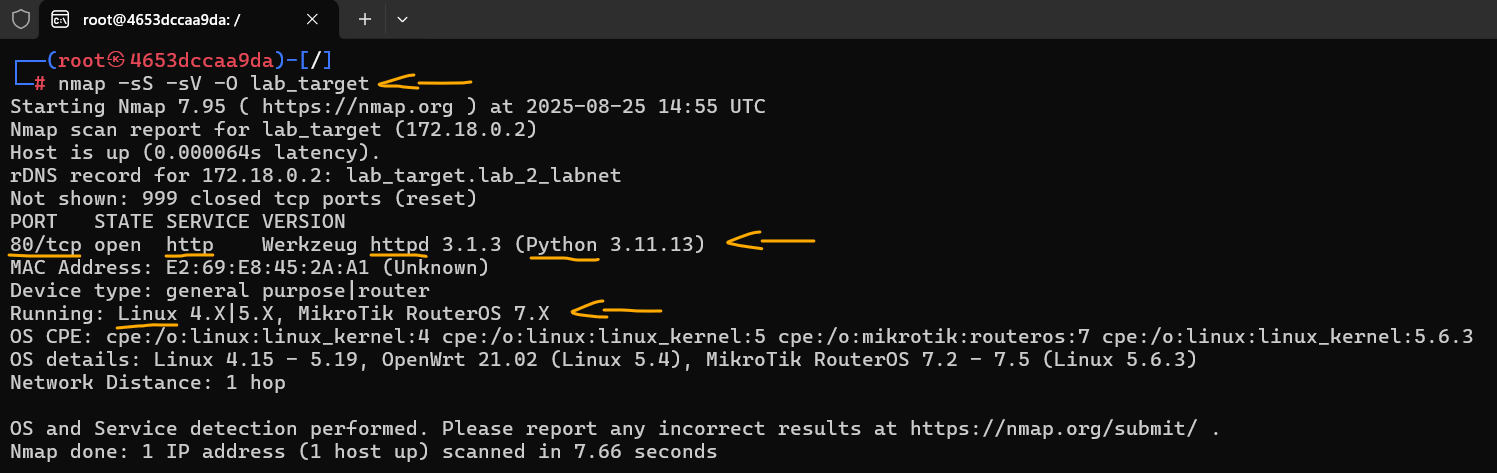 root@4653dccaa9da: /
┌──(root㉿4653dccaa9da)-[/]
└─# nmap -sS -sV -O lab_target
Starting Nmap 7.95 ( https://nmap.org ) at 2025-08-25 14:55 UTC
Nmap scan report for lab_target (172.18.0.2)
Host is up (0.000064s latency).
rDNS record for 172.18.0.2: lab_target.lab_2_labnet
Not shown: 999 closed tcp ports (reset)
PORT   STATE SERVICE VERSION
80/tcp open  http    Werkzeug httpd 3.1.3 (Python 3.11.13)
MAC Address: E2:69:E8:45:2A:A1 (Unknown)
Device type: general purpose|router
Running: Linux 4.X|5.X, MikroTik RouterOS 7.X
OS CPE: cpe:/o:linux:linux_kernel:4 cpe:/o:linux:linux_kernel:5 cpe:/o:mikrotik:routeros:7 cpe:/o:linux:linux_kernel:5.6.3
OS details: Linux 4.15 - 5.19, OpenWrt 21.02 (Linux 5.4), MikroTik RouterOS 7.2 - 7.5 (Linux 5.6.3)
Network Distance: 1 hop
OS and Service detection performed. Please report any incorrect results at https://nmap.org/submit/ .
Nmap done: 1 IP address (1 host up) scanned in 7.66 seconds